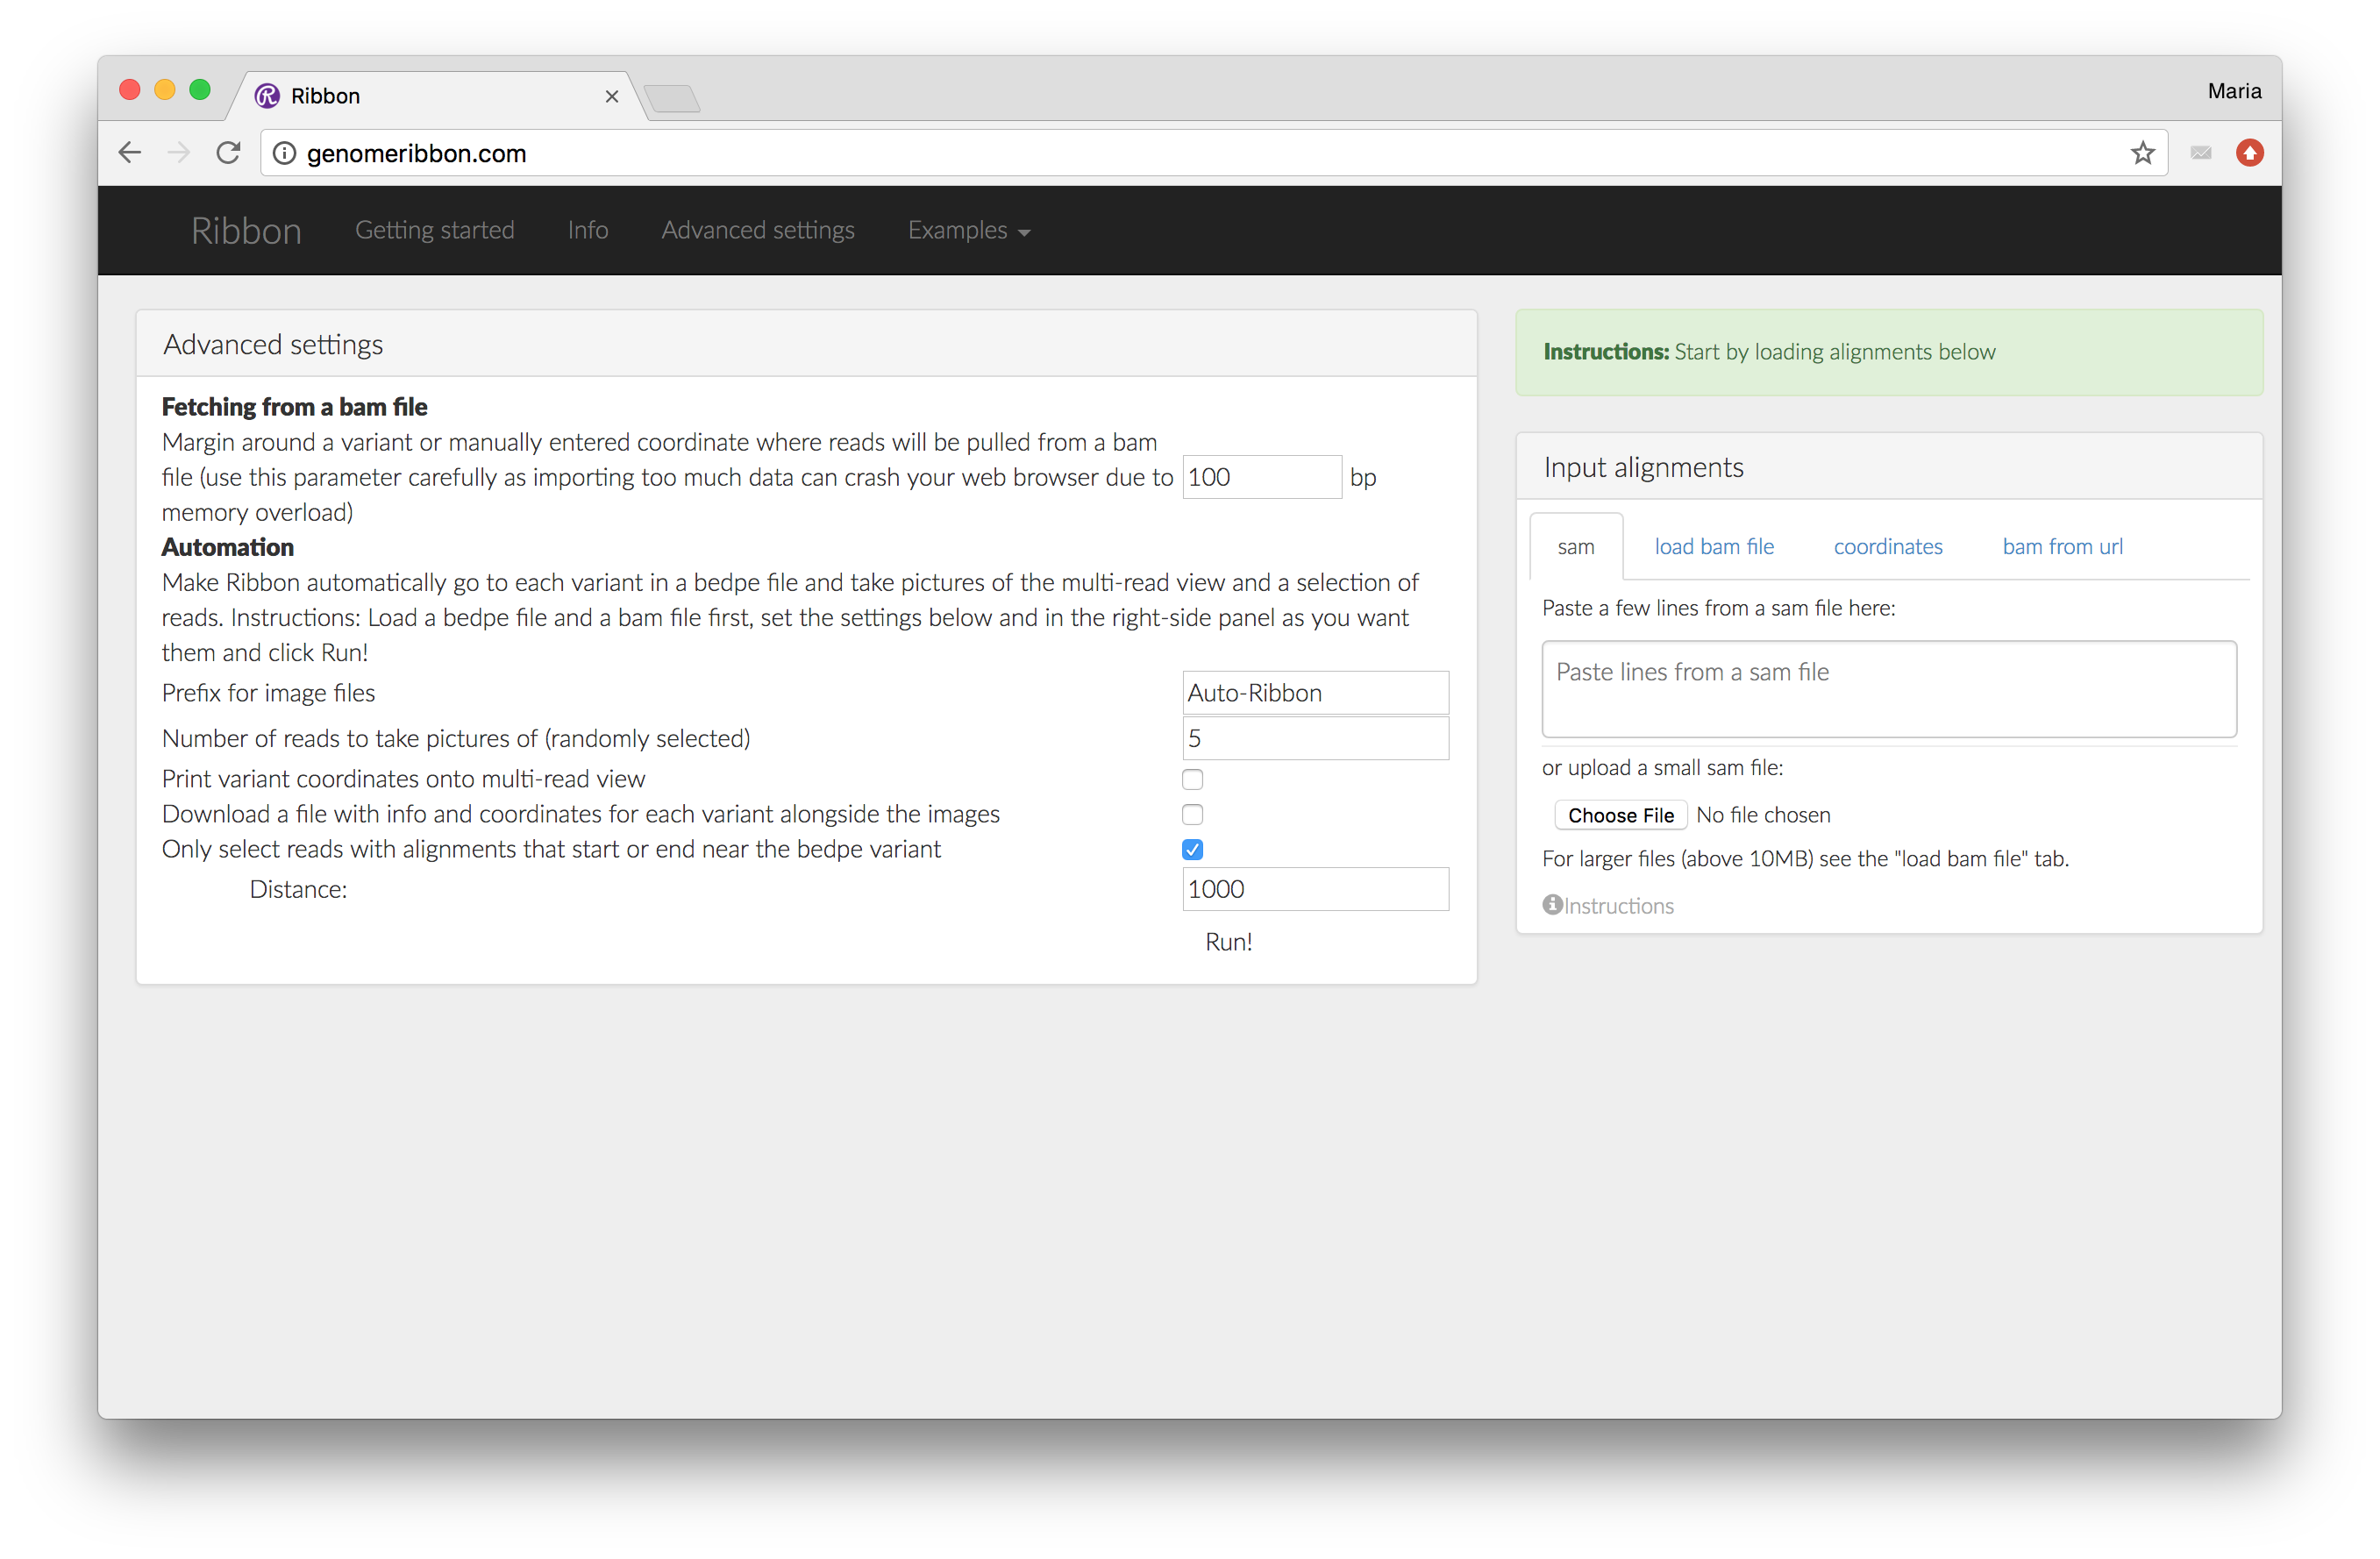 Ribbon
Maria
genomeribbon.com
Ribbon Getting started Info Advanced settings Examples
Advanced settings
Fetching from a bam file
Margin around a variant or manually entered coordinate where reads will be pulled from a bam
file (use this parameter carefully as importing too much data can crash your web browser due to 100 bp
memory overload)
Automation
Make Ribbon automatically go to each variant in a bedpe file and take pictures of the multi-read view and a selection of
reads. Instructions: Load a bedpe file and a bam file first, set the settings below and in the right-side panel as you want
them and click Run!
Prefix for image files Auto-Ribbon
Number of reads to take pictures of (randomly selected) 5
Print variant coordinates onto multi-read view
Download a file with info and coordinates for each variant alongside the images
Only select reads with alignments that start or end near the bedpe variant
Distance: 1000
Run!
Instructions: Start by loading alignments below
Input alignments
sam load bam file coordinates bam from url
Paste a few lines from a sam file here:
Paste lines from a sam file
or upload a small sam file:
Choose File No file chosen
For larger files (above 10MB) see the "load bam file" tab.
Instructions